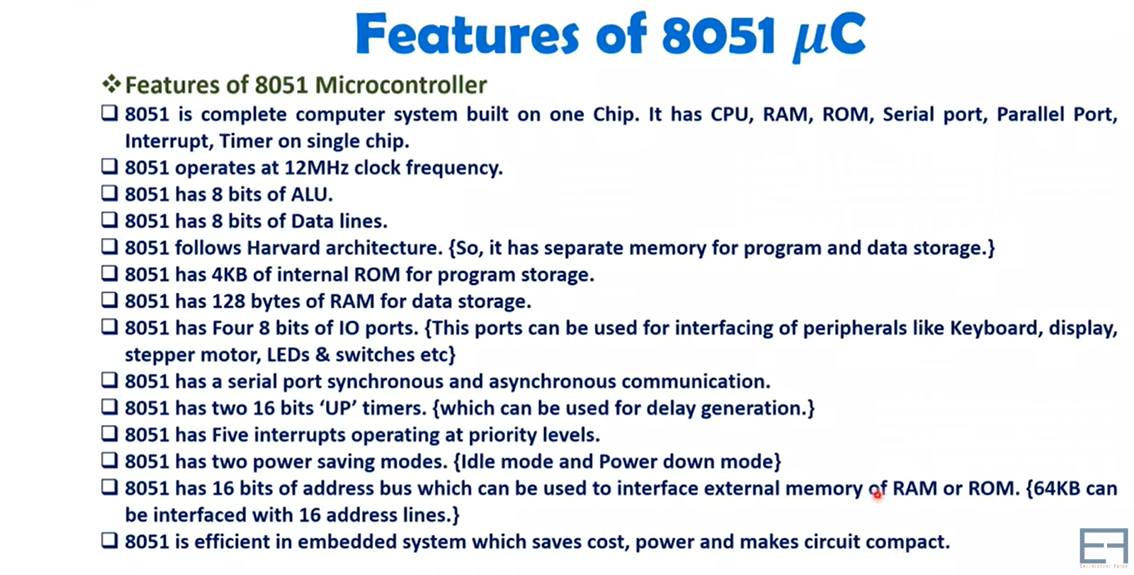 Features of 8051 μC
❖Features of 8051 Microcontroller
❑ 8051 is complete computer system built on one Chip. It has CPU, RAM, ROM, Serial port, Parallel Port,
Interrupt, Timer on single chip.
❑ 8051 operates at 12MHz clock frequency.
❑ 8051 has 8 bits of ALU.
❑ 8051 has 8 bits of Data lines.
❑ 8051 follows Harvard architecture. {So, it has separate memory for program and data storage.}
❑ 8051 has 4KB of internal ROM for program storage.
❑ 8051 has 128 bytes of RAM for data storage.
❑ 8051 has Four 8 bits of IO ports. {This ports can be used for interfacing of peripherals like Keyboard, display,
stepper motor, LEDs & switches etc}
❑ 8051 has a serial port synchronous and asynchronous communication.
❑ 8051 has two 16 bits ‘UP’ timers. {which can be used for delay generation.}
❑ 8051 has Five interrupts operating at priority levels.
❑ 8051 has two power saving modes. {Idle mode and Power down mode}
❑ 8051 has 16 bits of address bus which can be used to interface external memory of RAM or ROM. {64KB can
be interfaced with 16 address lines.}
❑ 8051 is efficient in embedded system which saves cost, power and makes circuit compact.
EF